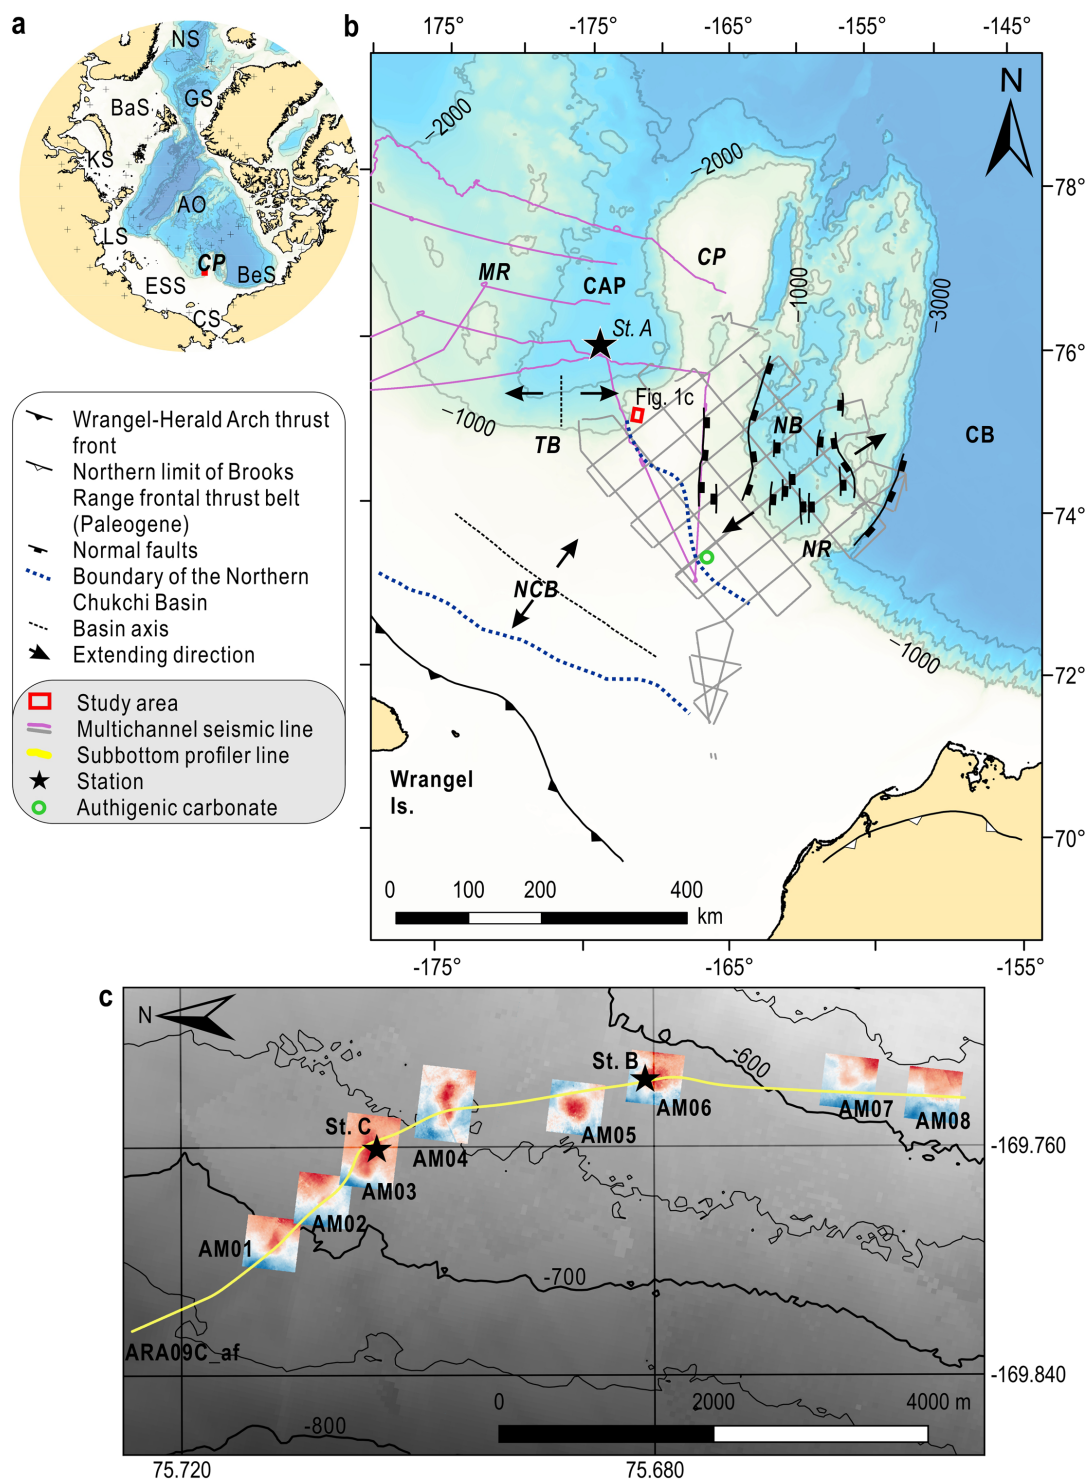 a
NS
BaS
GS
KS
AO
LS
CP
ESS
BeS
CS
Wrangel-Herald Arch thrust
front
Northern limit of Brooks
Range frontal thrust belt
(Paleogene)
Normal faults
Boundary of the Northern
Chukchi Basin
Basin axis
Extending direction
Study area
Multichannel seismic line
Subbottom profiler line
Station
Authigenic carbonate
b
175°
-175°
-165°
-155°
-145°
N
-2000
-2000
-78°
CP
MR
CAP
-1000
-3000
St. A
-76°
Fig. 1c
-1000
TB
NB
CB
-74°
NR
NCB
-1000
-72°
Wrangel
Is.
-70°
0 100 200 400
km
-175°
-165°
-155°
c
N
St. B
-600
AM06
AM07
AM08
St. C
AM05
AM04
-169.760
AM03
AM02
AM01
-700
ARA09C_af
-169.840
0 2000 4000 m
-800
75.720
75.680